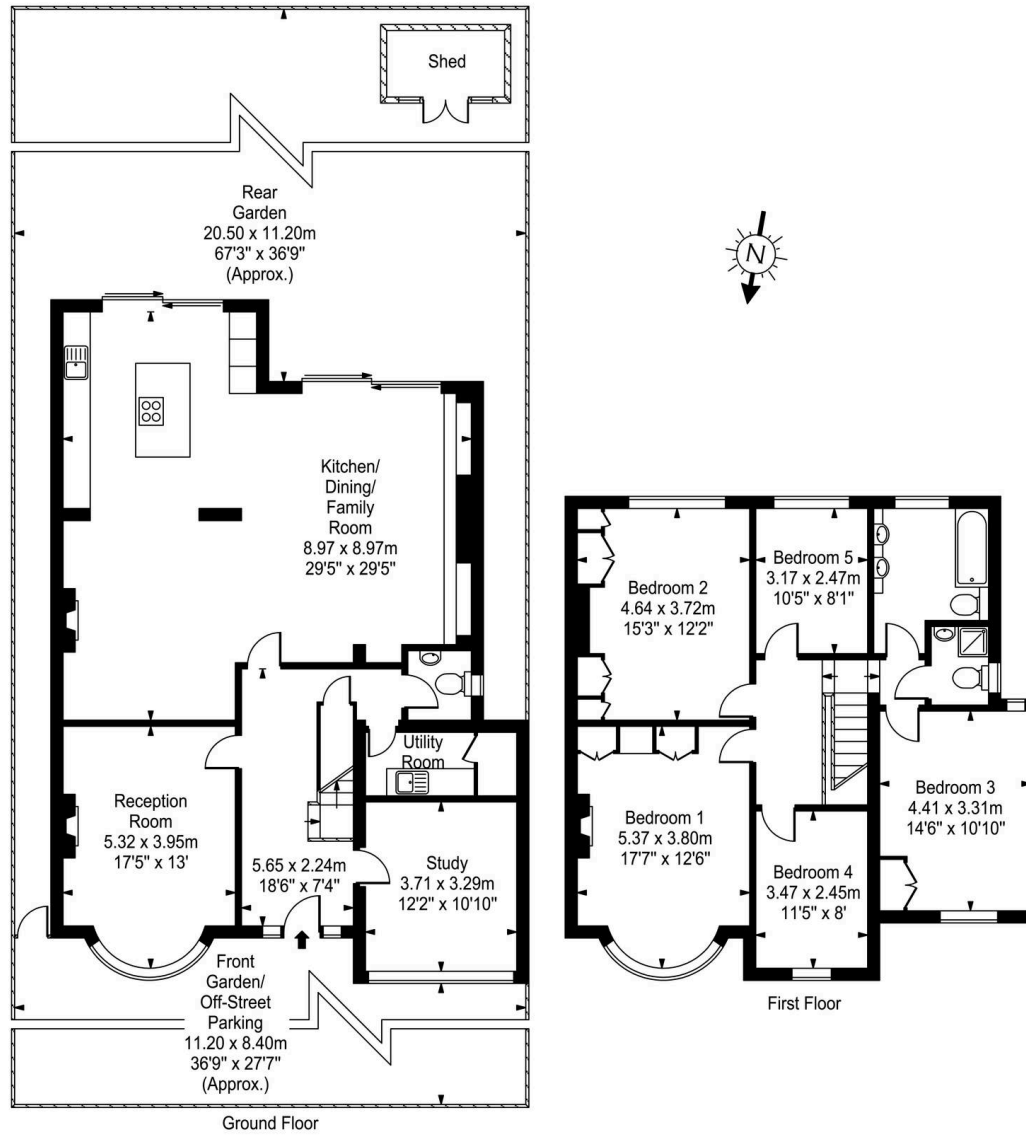 Shed
Rear
Garden
20.50 x 11.20m
67'3" x 36'9"
(Approx.)
N
Kitchen/
Dining/
Family
Room
8.97 x 8.97m
29'5" x 29'5"
Utility
Room
Reception
Room
5.32 x 3.95m
17'5" x 13'
5.65 x 2.24m
18'6" x 7'4"
Study
3.71 x 3.29m
12'2" x 10'10"
Front
Garden/
Off-Street
Parking
11.20 x 8.40m
36'9" x 27'7"
(Approx.)
Ground Floor
Bedroom 2
4.64 x 3.72m
15'3" x 12'2"
Bedroom 5
3.17 x 2.47m
10'5" x 8'1"
Bedroom 1
5.37 x 3.80m
17'7" x 12'6"
Bedroom 3
4.41 x 3.31m
14'6" x 10'10"
Bedroom 4
3.47 x 2.45m
11'5" x 8'
First Floor